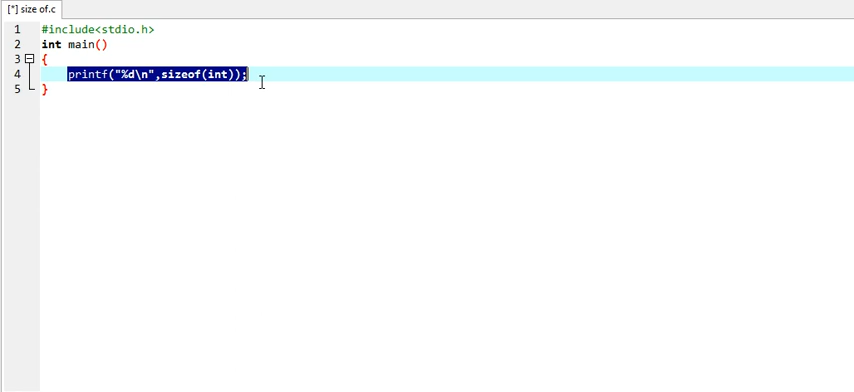 [*] size of.c
1 #include<stdio.h>
2 int main()
3 {
4 printf("%d\n",sizeof(int));
5 }